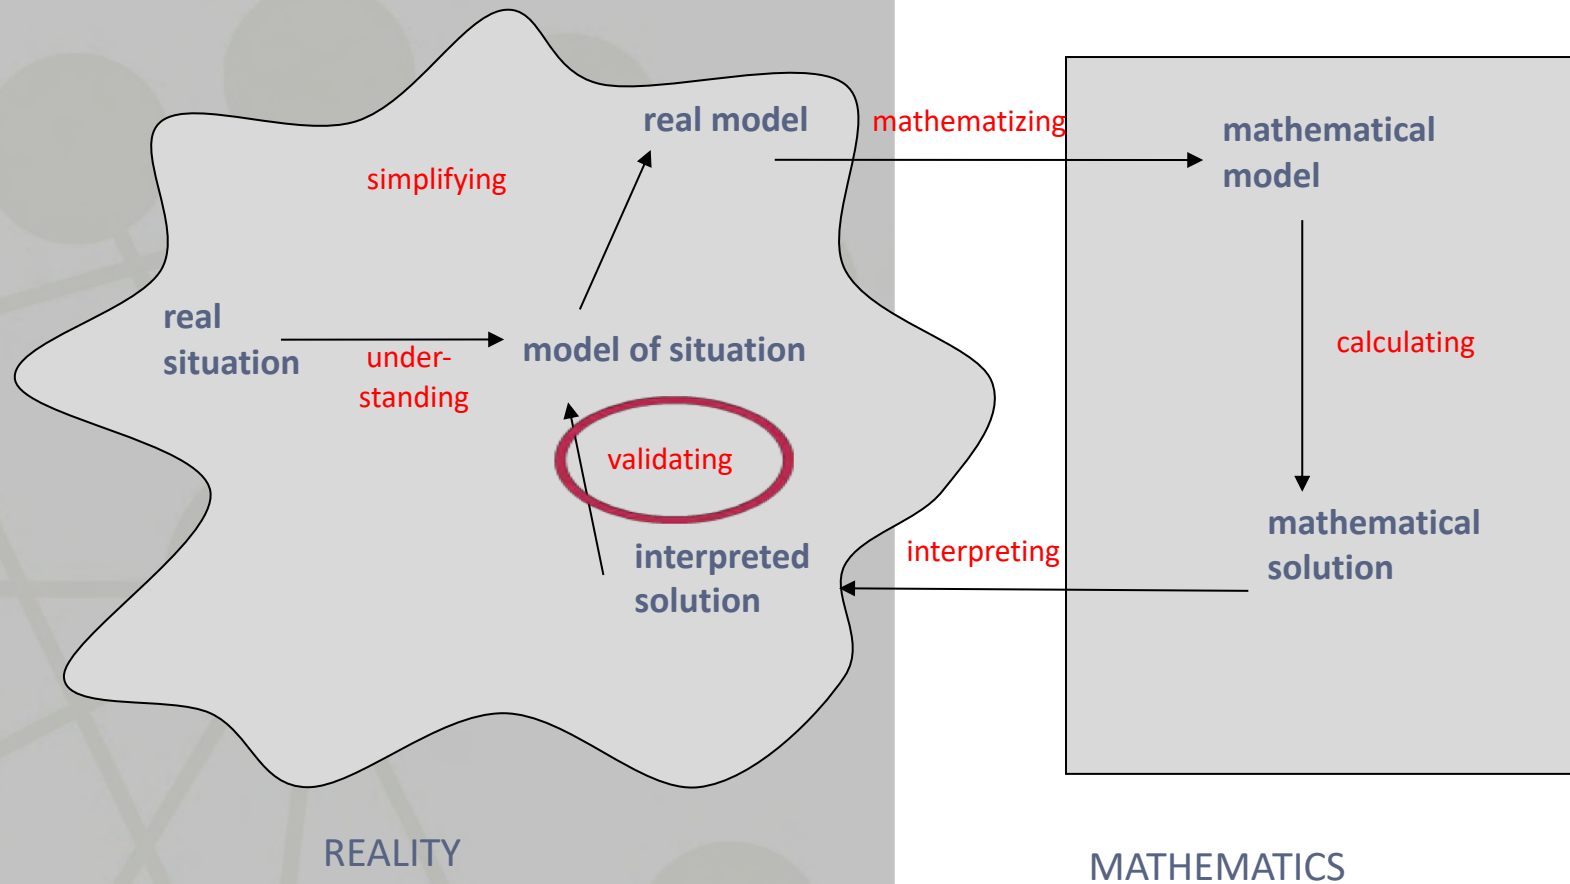 real model
mathematizing
mathematical
model
simplifying
real
situation
under-
standing
model of situation
calculating
validating
interpreted
solution
interpreting
mathematical
solution
REALITY
MATHEMATICS